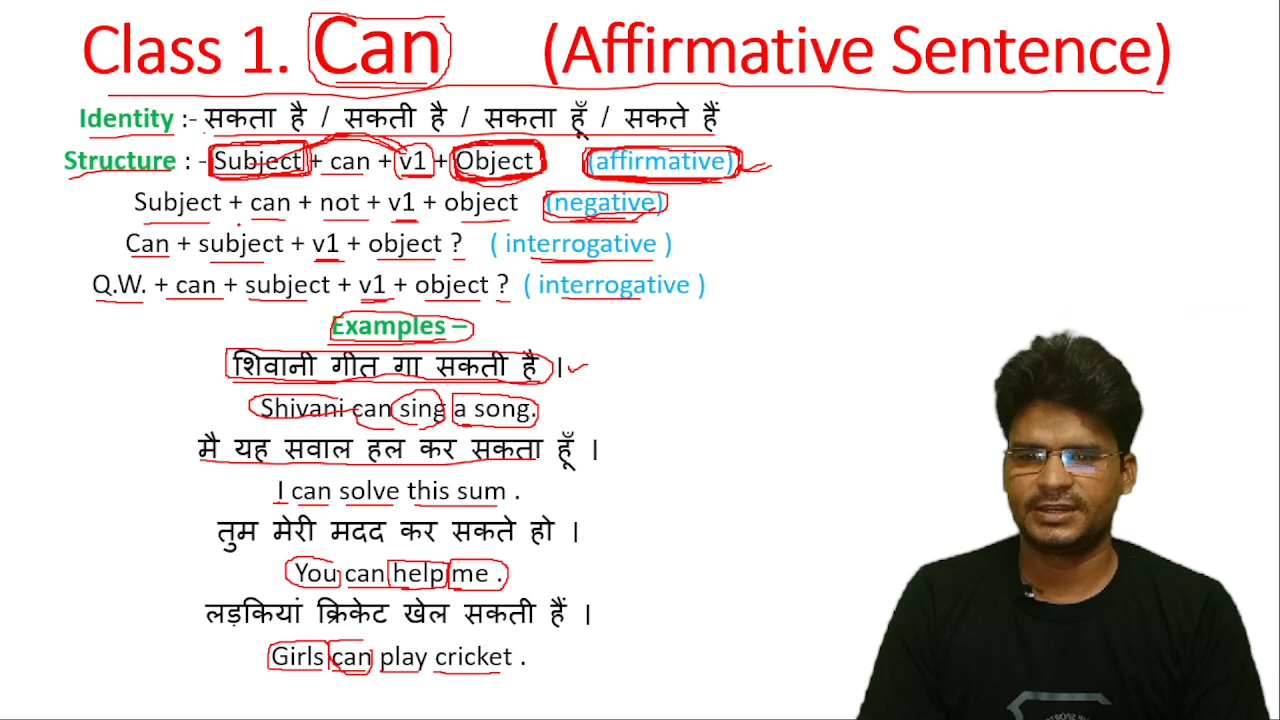 Class 1. Can (Affirmative Sentence)
Identity :- सकता है / सकती है / सकता हूँ / सकते हैं
Structure : - Subject + can + v1 + Object (affirmative)
Subject + can + not + v1 + object (negative)
Can + subject + v1 + object ? ( interrogative )
Q.W. + can + subject + v1 + object ? ( interrogative )
Examples –
शिवानी गीत गा सकती है ।
Shivani can sing a song.
मै यह सवाल हल कर सकता हूँ ।
I can solve this sum .
तुम मेरी मदद कर सकते हो ।
You can help me .
लड़कियां क्रिकेट खेल सकती हैं ।
Girls can play cricket .